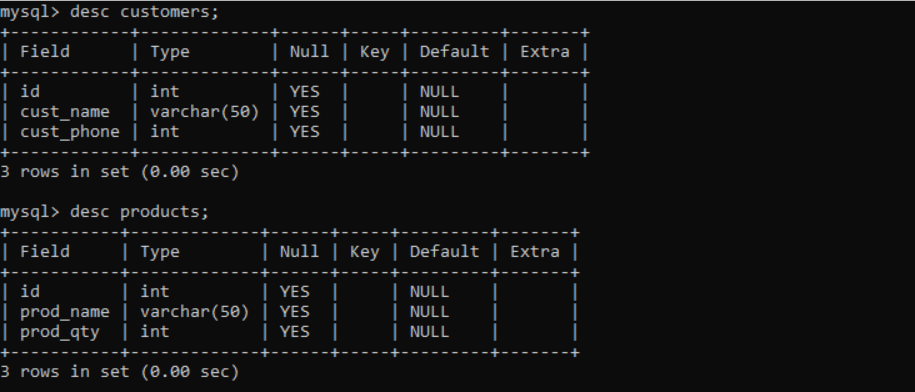 mysql> desc customers;
+------------+-------------+------+-----+---------+-------+
| Field      | Type        | Null | Key | Default | Extra |
+------------+-------------+------+-----+---------+-------+
| id         | int         | YES  |     | NULL    |       |
| cust_name  | varchar(50) | YES  |     | NULL    |       |
| cust_phone | int         | YES  |     | NULL    |       |
+------------+-------------+------+-----+---------+-------+
3 rows in set (0.00 sec)

mysql> desc products;
+-----------+-------------+------+-----+---------+-------+
| Field     | Type        | Null | Key | Default | Extra |
+-----------+-------------+------+-----+---------+-------+
| id        | int         | YES  |     | NULL    |       |
| prod_name | varchar(50) | YES  |     | NULL    |       |
| prod_qty  | int         | YES  |     | NULL    |       |
+-----------+-------------+------+-----+---------+-------+
3 rows in set (0.00 sec)